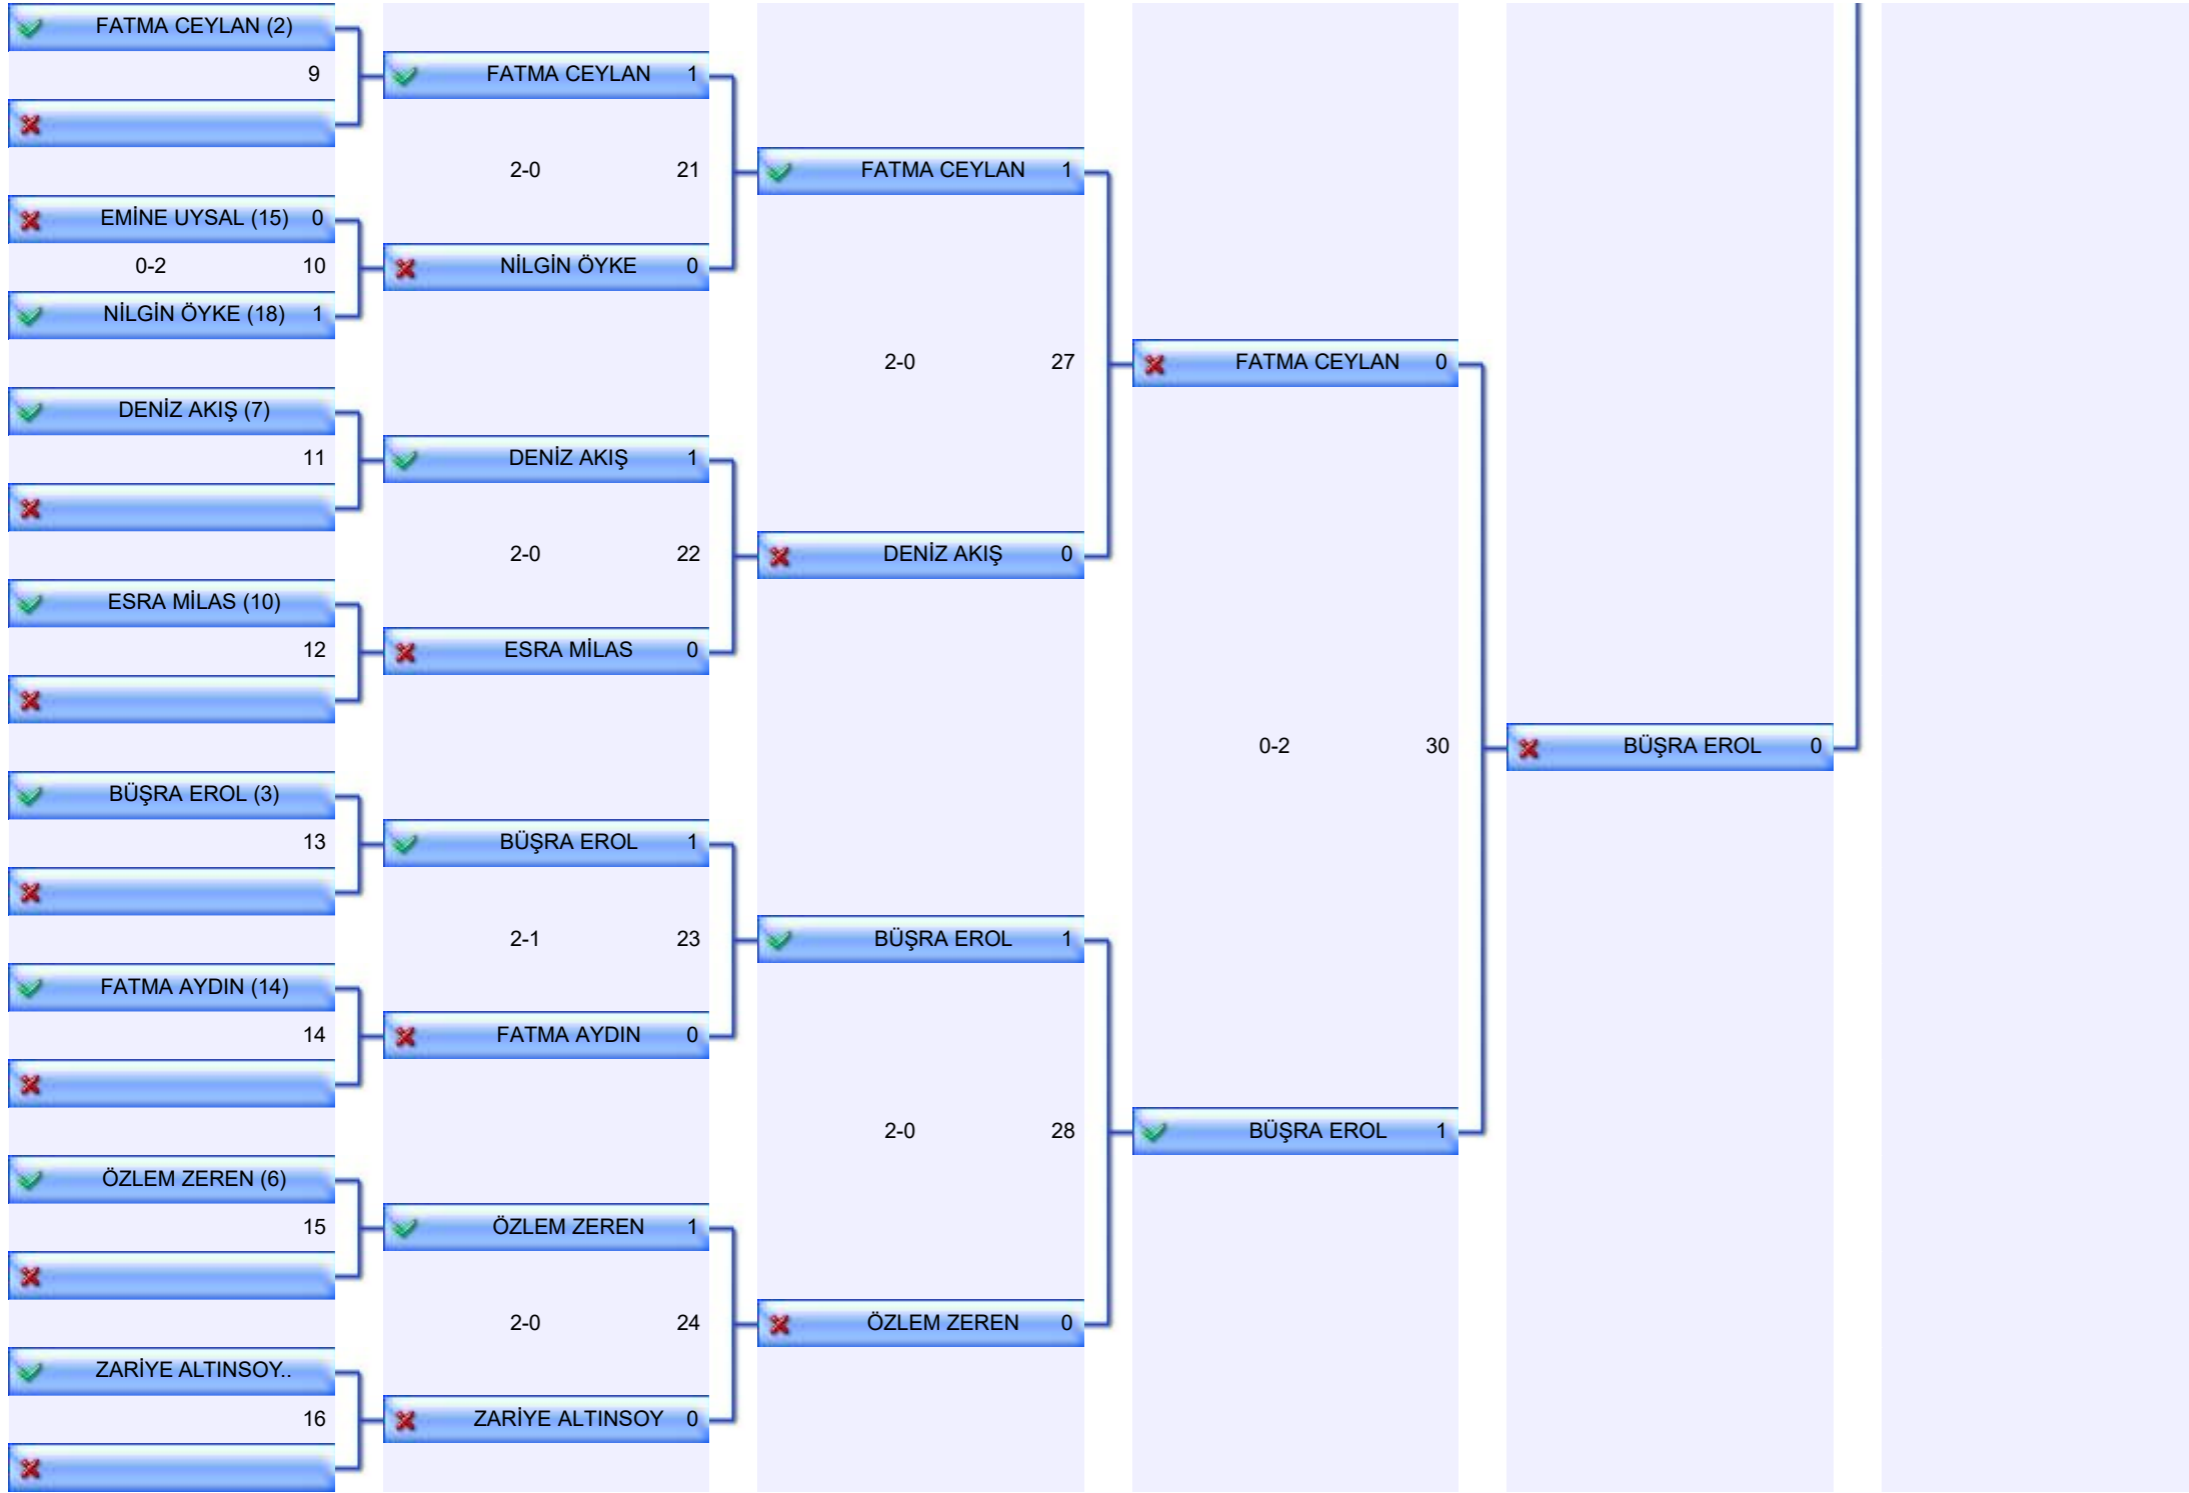 FATMA CEYLAN (2)
9
FATMA CEYLAN 1
2-0 21
FATMA CEYLAN 1
EMİNE UYSAL (15) 0
0-2 10
NİLGİN ÖYKE 0
NİLGİN ÖYKE (18) 1
2-0 27
FATMA CEYLAN 0
DENİZ AKIŞ (7)
11
DENİZ AKIŞ 1
2-0 22
DENİZ AKIŞ 0
ESRA MİLAS (10)
12
ESRA MİLAS 0
0-2 30
BÜŞRA EROL 0
BÜŞRA EROL (3)
13
BÜŞRA EROL 1
2-1 23
BÜŞRA EROL 1
FATMA AYDIN (14)
14
FATMA AYDIN 0
2-0 28
BÜŞRA EROL 1
ÖZLEM ZEREN (6)
15
ÖZLEM ZEREN 1
2-0 24
ÖZLEM ZEREN 0
ZARİYE ALTINSOY..
16
ZARİYE ALTINSOY 0